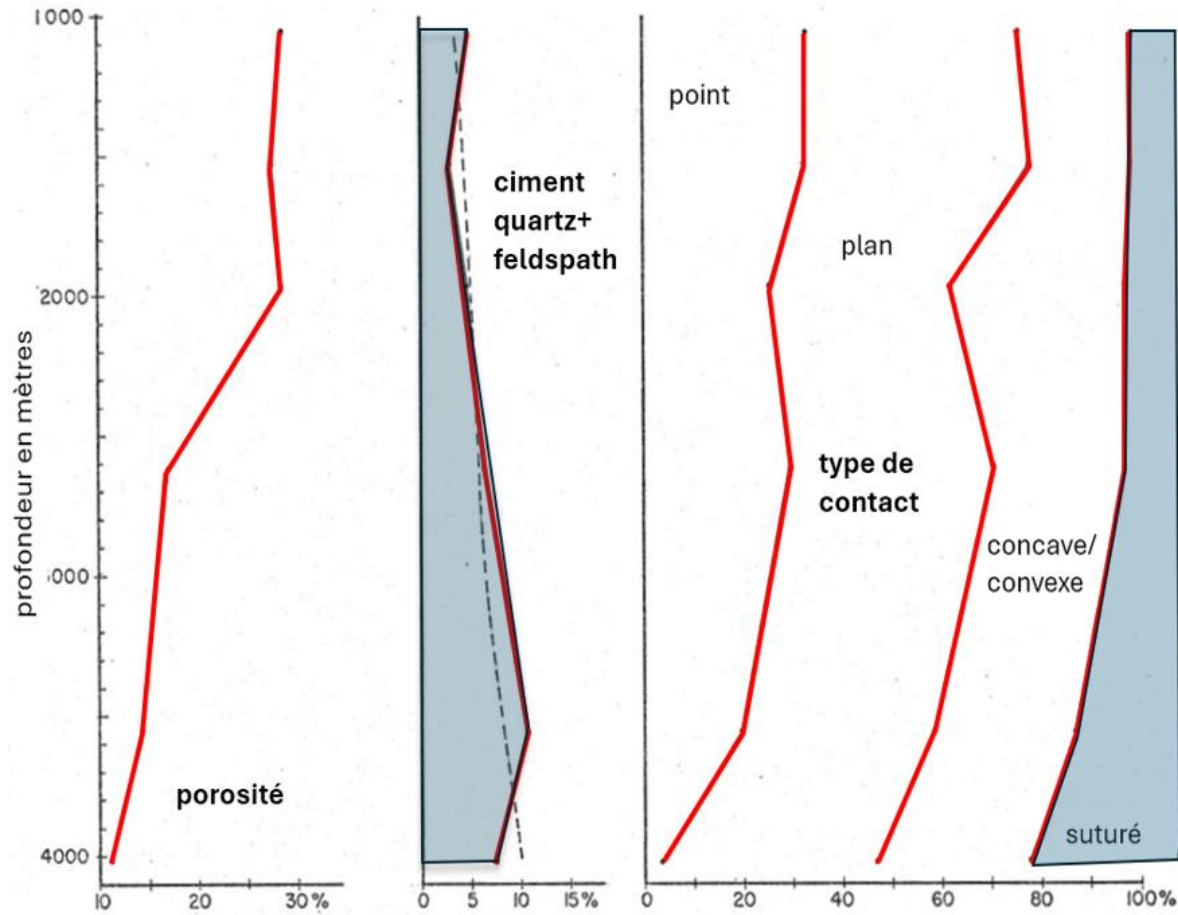 1000
2000
000
4000
profondeur en mètres
porosité
10
20
30%
ciment
quartz+
feldspath
0
5
10
15%
point
plan
type de
contact
concave/
convexe
suturé
0
20
40
60
80
100%